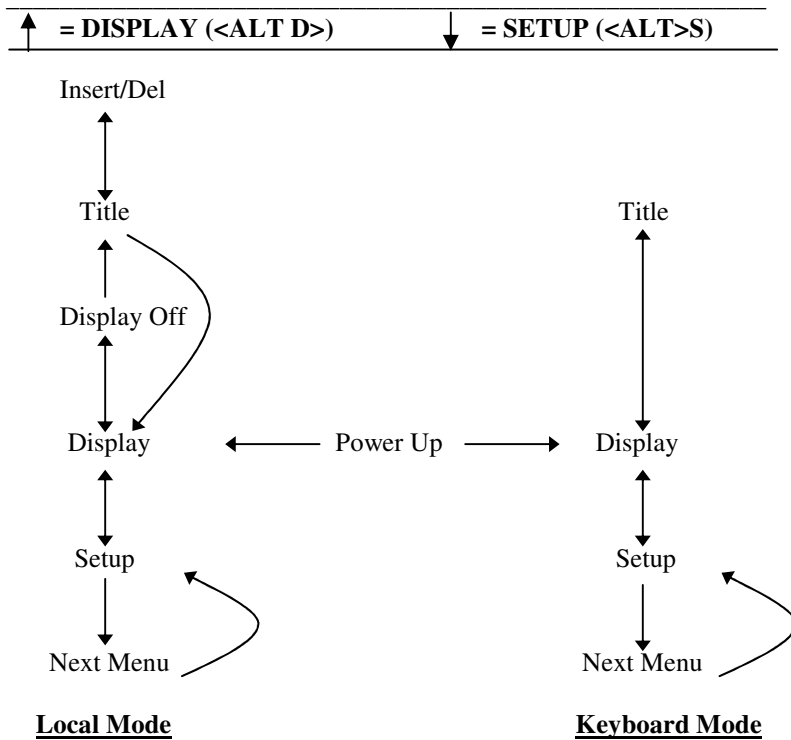 = DISPLAY (<ALT D>) = SETUP (<ALT>S)
Insert/Del
Title Title
Display Off
Display Power Up Display
Setup Setup
Next Menu Next Menu
Local Mode Keyboard Mode